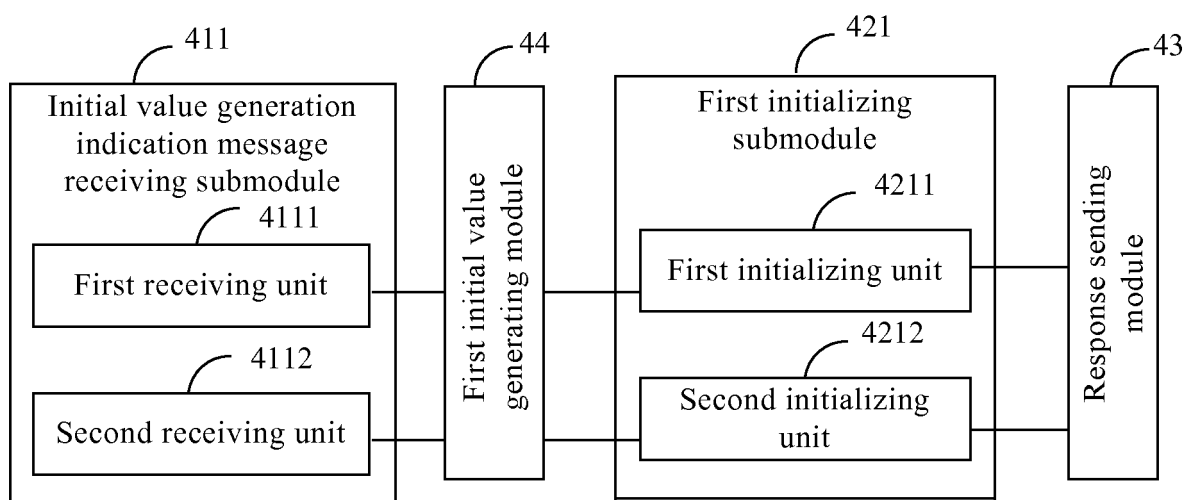 411
Initial value generation
indication message
receiving submodule
4111
First receiving unit
4112
Second receiving unit
44
First initial value
generating module
421
First initializing
submodule
4211
First initializing unit
4212
Second initializing
unit
43
Response sending
module